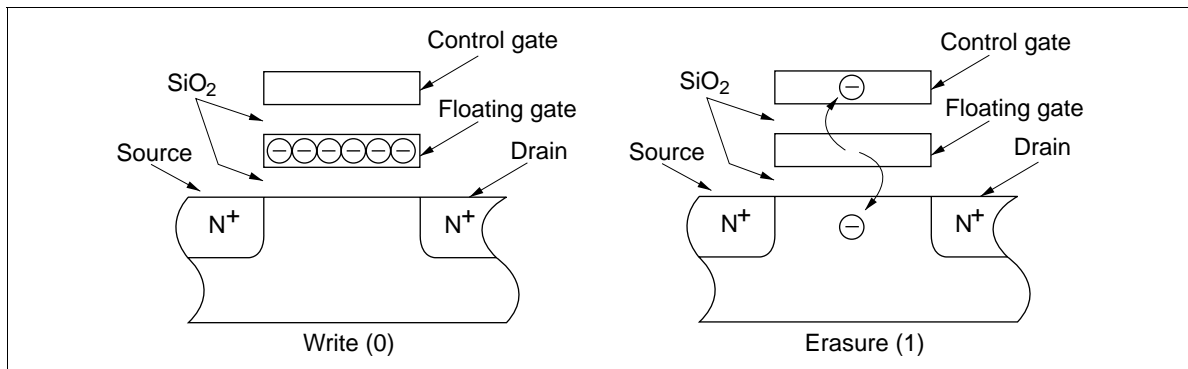 Control gate
SiO2
Floating gate
Source
Drain
N+
N+
Write (0)
Control gate
SiO2
Floating gate
Source
Drain
N+
N+
Erasure (1)